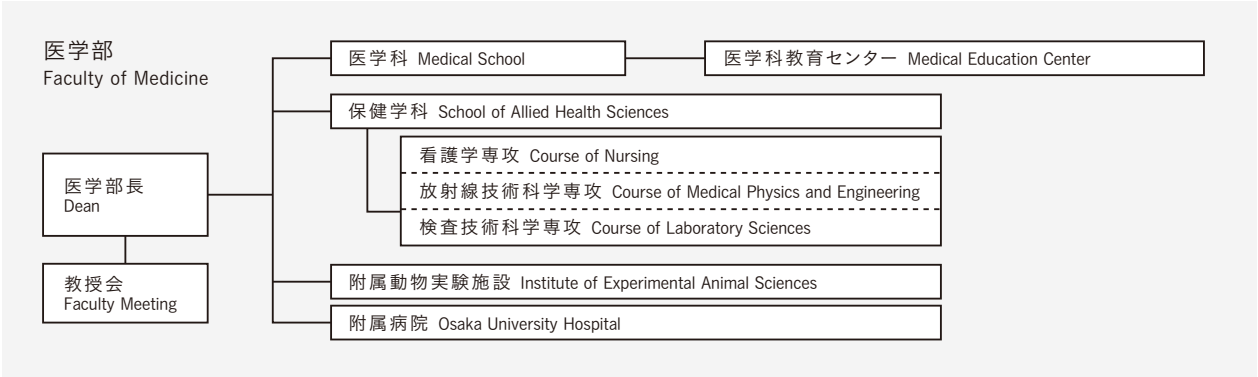 医学部
Faculty of Medicine
医学部長
Dean
教授会
Faculty Meeting
医学科 Medical School
医学科教育センター Medical Education Center
保健学科 School of Allied Health Sciences
看護学専攻 Course of Nursing
放射線技術科学専攻 Course of Medical Physics and Engineering
検査技術科学専攻 Course of Laboratory Sciences
附属動物実験施設 Institute of Experimental Animal Sciences
附属病院 Osaka University Hospital